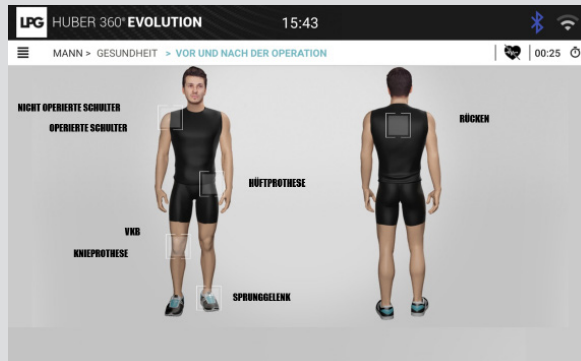 LPG HUBER 360° EVOLUTION 15:43
MANN > GESUNDHEIT > VOR UND NACH DER OPERATION 00:25
NICHT OPERIERTE SCHULTER
OPERIERTE SCHULTER
RÜCKEN
HÜFTPROTHESE
VKB
KNIEPROTHESE
SPRUNGGELENK